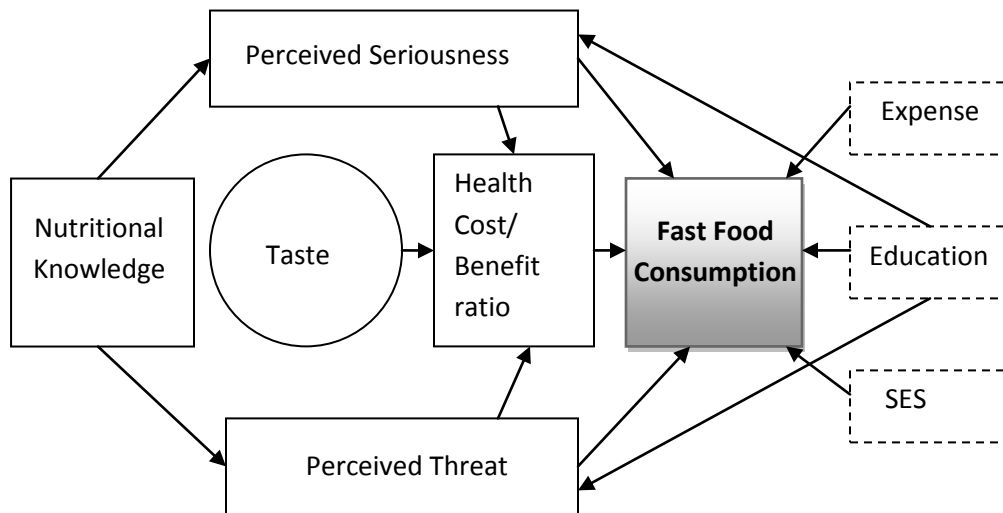 Perceived Seriousness
Expense
Nutritional
Knowledge
Taste
Health
Cost/
Benefit
ratio
Fast Food
Consumption
Education
SES
Perceived Threat